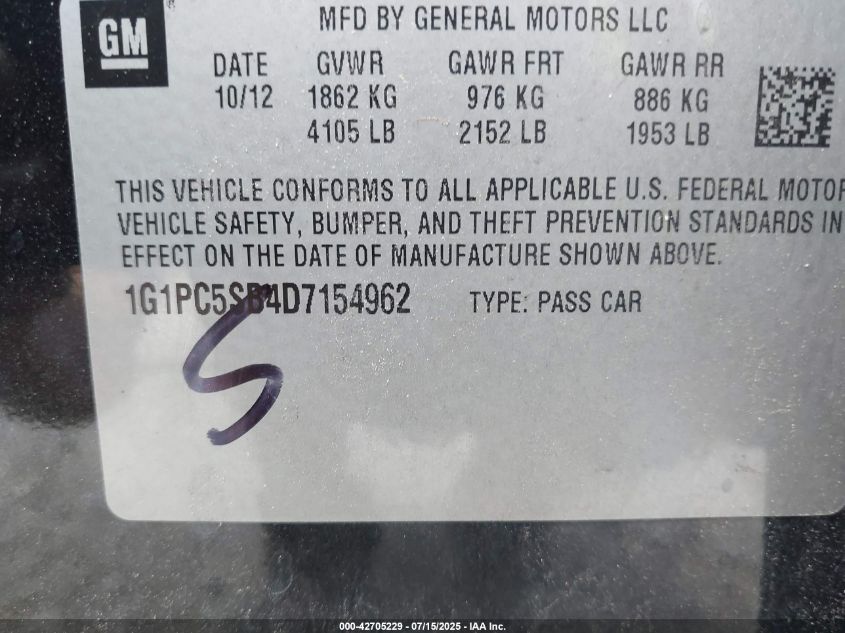 GM
MFD BY GENERAL MOTORS LLC
DATE GVWR GAWR FRT GAWR RR
10/12 1862 KG 976 KG 886 KG
4105 LB 2152 LB 1953 LB
THIS VEHICLE CONFORMS TO ALL APPLICABLE U.S. FEDERAL MOTOR
VEHICLE SAFETY, BUMPER, AND THEFT PREVENTION STANDARDS IN
EFFECT ON THE DATE OF MANUFACTURE SHOWN ABOVE.
1G1PC5SB4D7154962 TYPE: PASS CAR
S
000-42705229 - 07/15/2025 - IAA Inc.